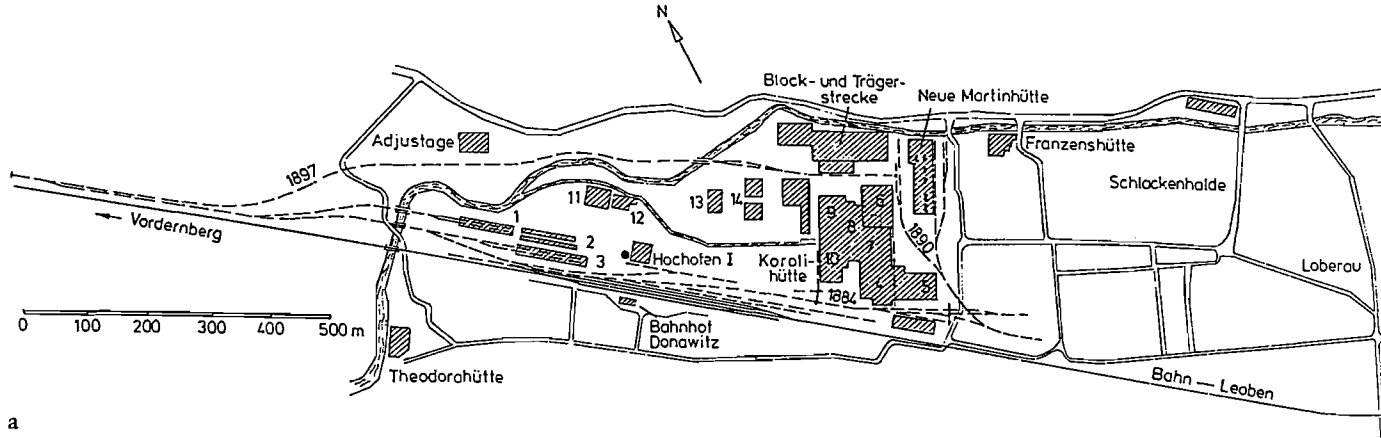 N
Block- und Träger-
strecke
Neue Martinhütte
Adjustage
Franzenshütte
1897
Schlackenhalde
11
12
13
14
9
6
8
7
1
2
3
Vordernberg
Hochofen I
Karoli-
hütte
10
1890
4
5
Loberau
1884
0 100 200 300 400 500 m
Bahnhof
Donawitz
Theodorahütte
Bahn — Leoben
a